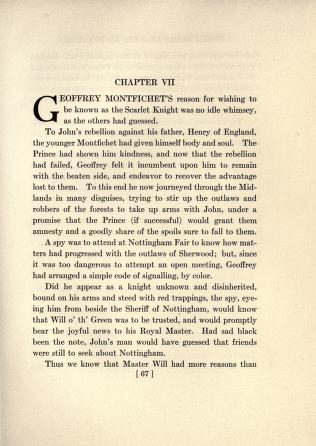 CHAPTER VII
GEOFFREY MONTFICHET'S reason for wishing to
be known as the Scarlet Knight was no idle whimsey,
as the others had guessed.
To John's rebellion against his father, Henry of England,
the younger Montfichet had given himself body and soul. The
Prince had shown him kindness, and now that the rebellion
had failed, Geoffrey felt it incumbent upon him to remain
with the beaten side, and endeavor to recover the advantage
lost to them. To this end he now journeyed through the Mid-
lands in many disguises, trying to stir up the outlaws and
robbers of the forests to take up arms with John, under a
promise that the Prince (if successful) would grant them
amnesty and a goodly share of the spoils sure to fall to them.
A spy was to attend at Nottingham Fair to know how mat-
ters had progressed with the outlaws of Sherwood; but, since
it was too dangerous to attempt an open meeting, Geoffrey
had arranged a simple code of signalling, by color.
Did he appear as a knight unknown and disinherited,
bound on his arms and steed with red trappings, the spy, eye-
ing him from beside the Sheriff of Nottingham, would know
that Will o' th' Green was to be trusted, and would promptly
bear the joyful news to his Royal Master. Had sad black
been the note, John's man would have guessed that friends
were still to seek about Nottingham.
Thus we know that Master Will had more reasons than
[ 67 ]